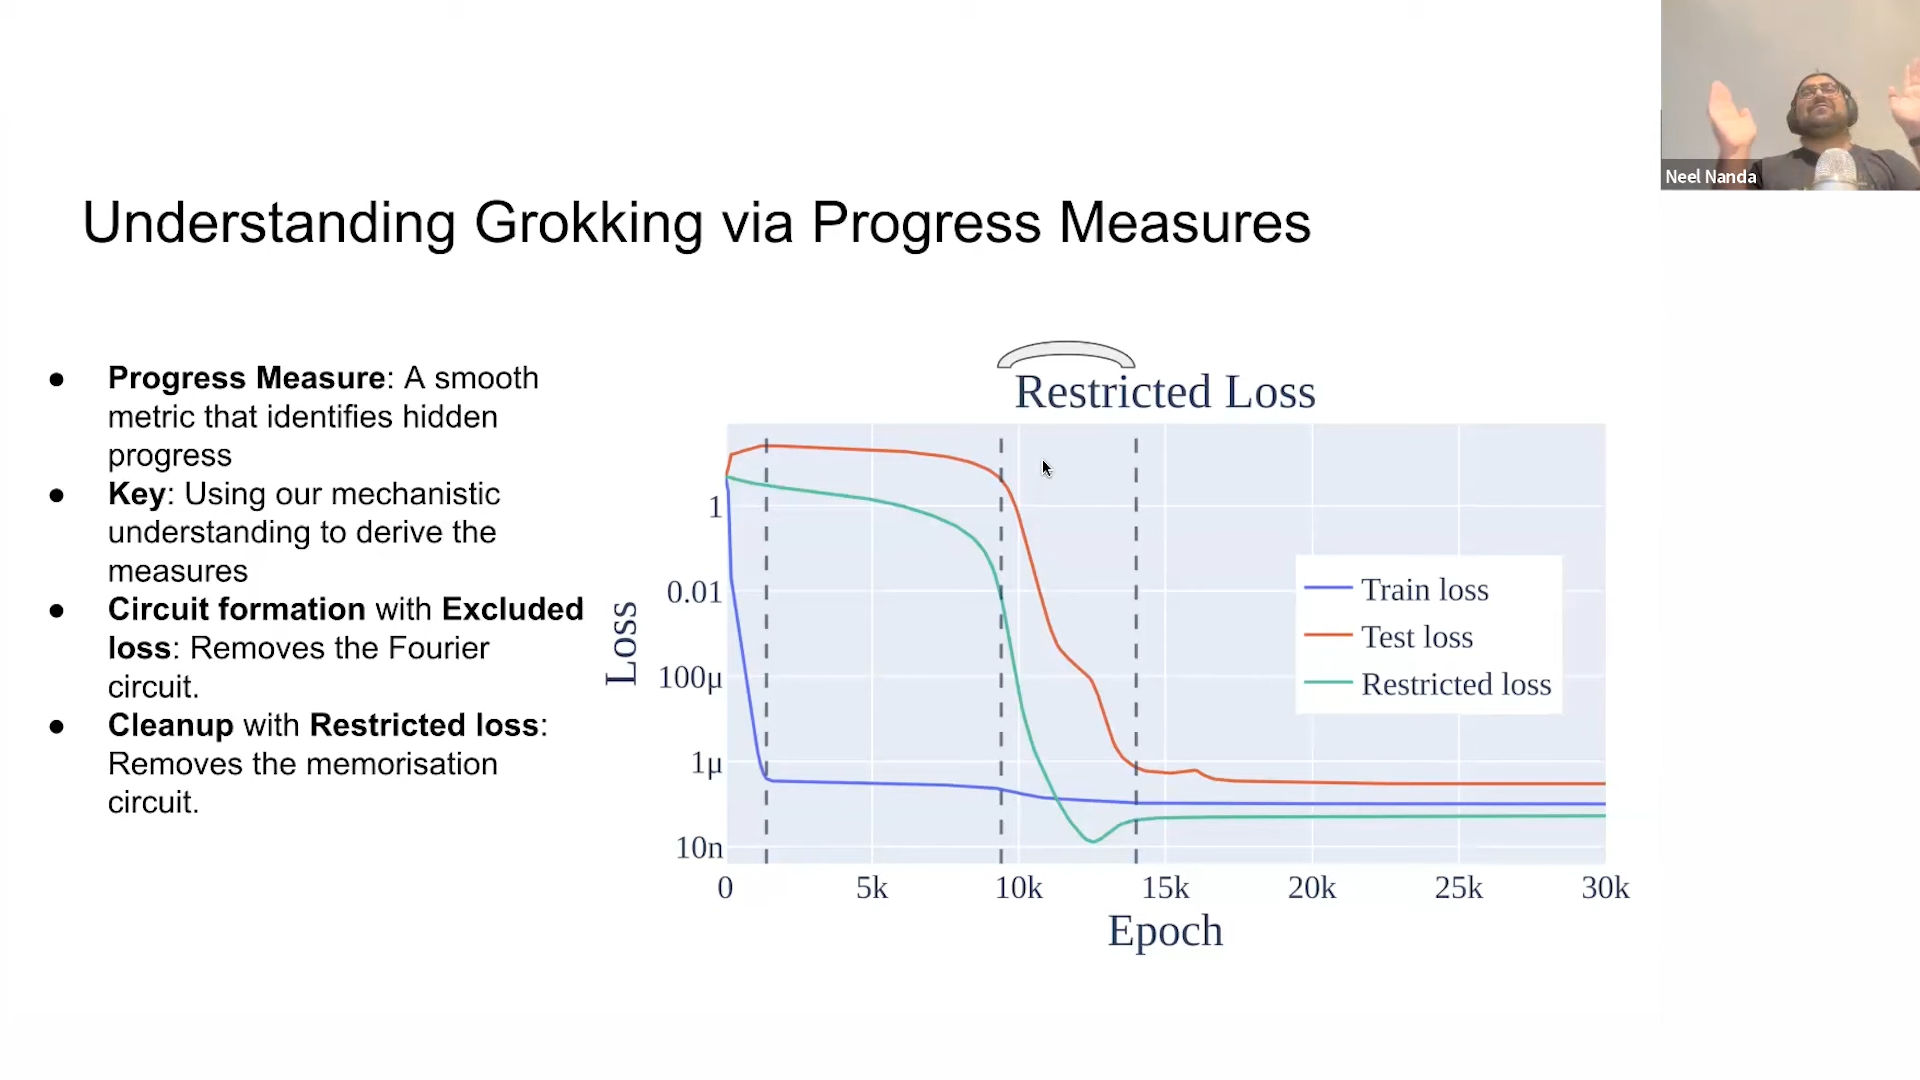 Neel Nanda
Understanding Grokking via Progress Measures
● Progress Measure: A smooth
metric that identifies hidden
progress
● Key: Using our mechanistic
understanding to derive the
measures
● Circuit formation with Excluded
loss: Removes the Fourier
circuit.
● Cleanup with Restricted loss:
Removes the memorisation
circuit.
Restricted Loss
Loss
1
0.01
100μ
1μ
10n
Train loss
Test loss
Restricted loss
0 5k 10k 15k 20k 25k 30k
Epoch